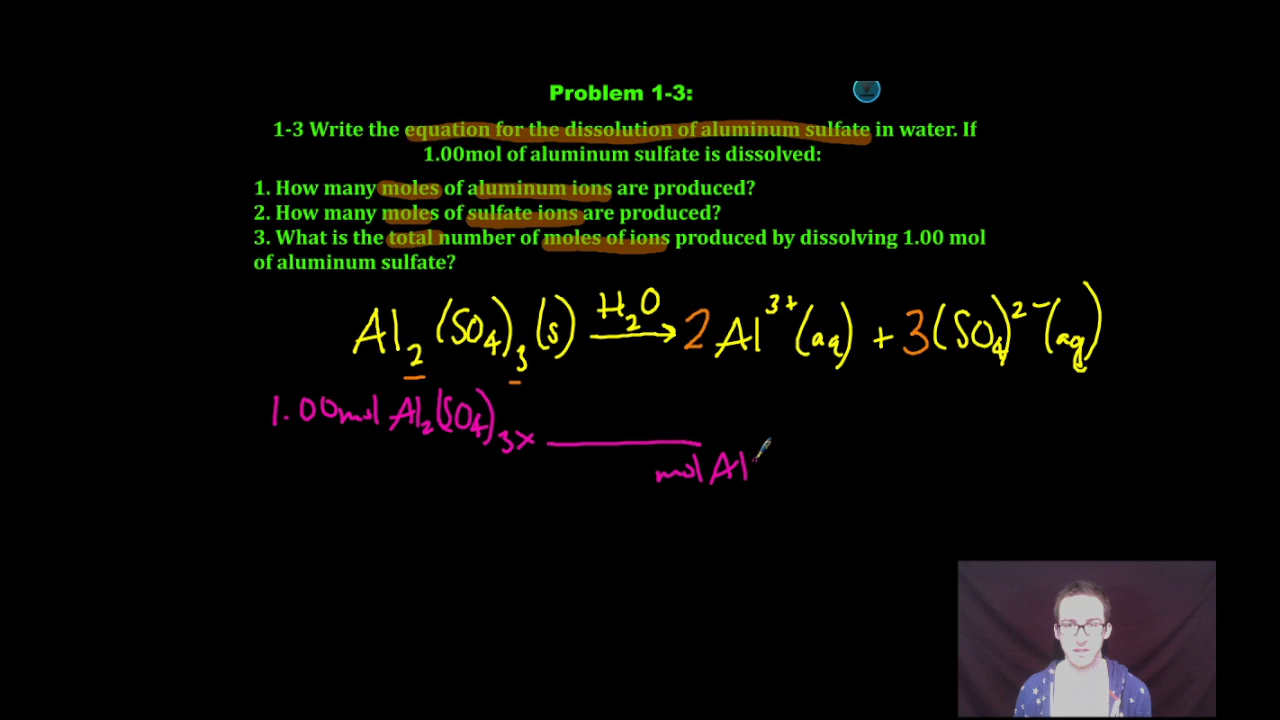 Problem 1-3:
1-3 Write the equation for the dissolution of aluminum sulfate in water. If
1.00mol of aluminum sulfate is dissolved:
1. How many moles of aluminum ions are produced?
2. How many moles of sulfate ions are produced?
3. What is the total number of moles of ions produced by dissolving 1.00 mol
of aluminum sulfate?
Al₂(SO₄)₃(s) H₂O → 2Al³⁺(aq) + 3(SO₄)²⁻(aq)
1.00mol Al₂(SO₄)₃ x
mol Al